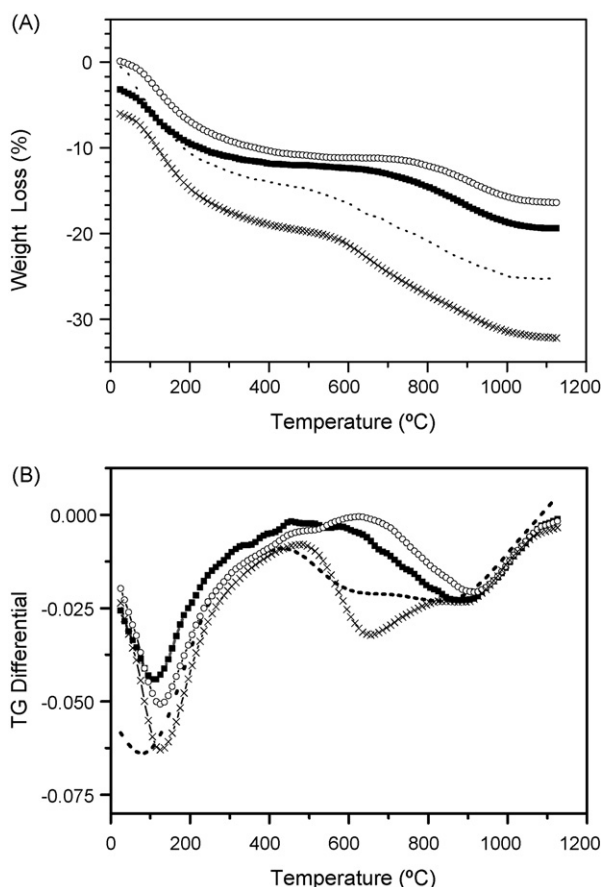 (A)
0
-10
-20
-30
Weight Loss (%)
0 200 400 600 800 1000 1200
Temperature (ºC)
(B)
0.000
-0.025
-0.050
-0.075
TG Differential
0 200 400 600 800 1000 1200
Temperature (ºC)